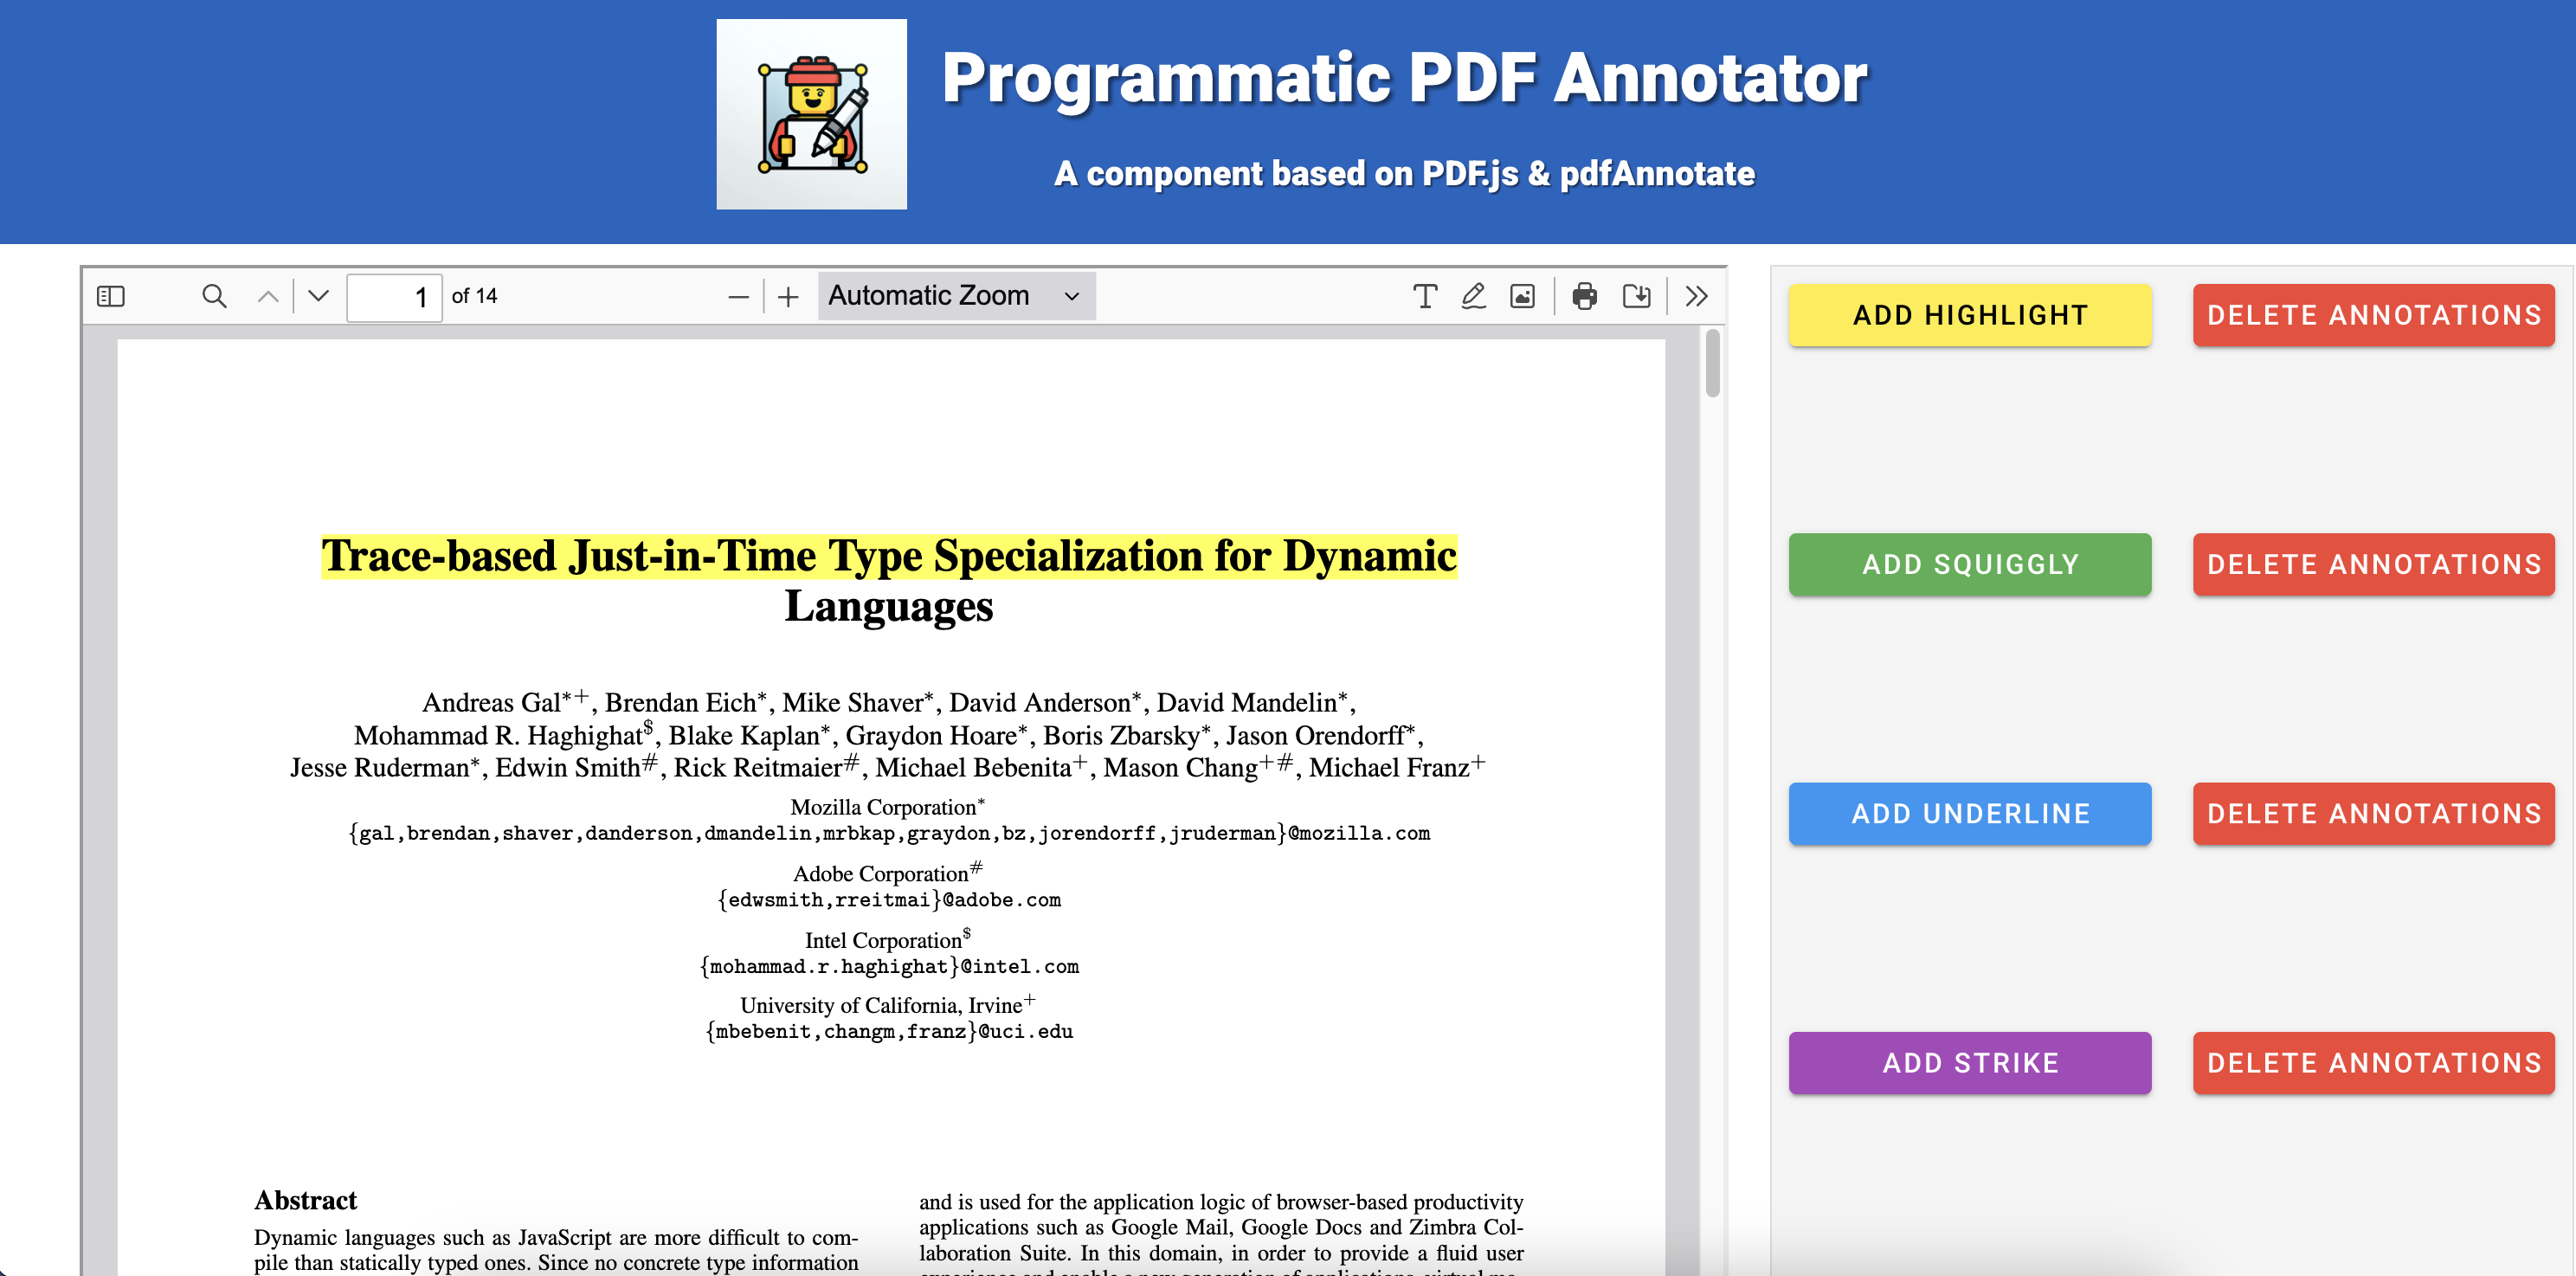 Programmatic PDF Annotator
A component based on PDF.js & pdfAnnotate
1 of 14
Automatic Zoom
ADD HIGHLIGHT
DELETE ANNOTATIONS
ADD SQUIGGLY
DELETE ANNOTATIONS
ADD UNDERLINE
DELETE ANNOTATIONS
ADD STRIKE
DELETE ANNOTATIONS
Trace-based Just-in-Time Type Specialization for Dynamic
Languages
Andreas Gal*+, Brendan Eich*, Mike Shaver*, David Anderson*, David Mandelin*,
Mohammad R. Haghighat$, Blake Kaplan*, Graydon Hoare*, Boris Zbarsky*, Jason Orendorff*,
Jesse Ruderman*, Edwin Smith#, Rick Reitmaier#, Michael Bebenita+, Mason Chang+#, Michael Franz+
Mozilla Corporation*
{gal,brendan,shaver,danderson,dmandelin,mrbkap,graydon,bz,jorendorff,jruderman}@mozilla.com
Adobe Corporation#
{edwsmith,rreitmai}@adobe.com
Intel Corporation$
{mohammad.r.haghighat}@intel.com
University of California, Irvine+
{mbebenit,changm,franz}@uci.edu
Abstract
Dynamic languages such as JavaScript are more difficult to com-
pile than statically typed ones. Since no concrete type information
and is used for the application logic of browser-based productivity
applications such as Google Mail, Google Docs and Zimbra Col-
laboration Suite. In this domain, in order to provide a fluid user